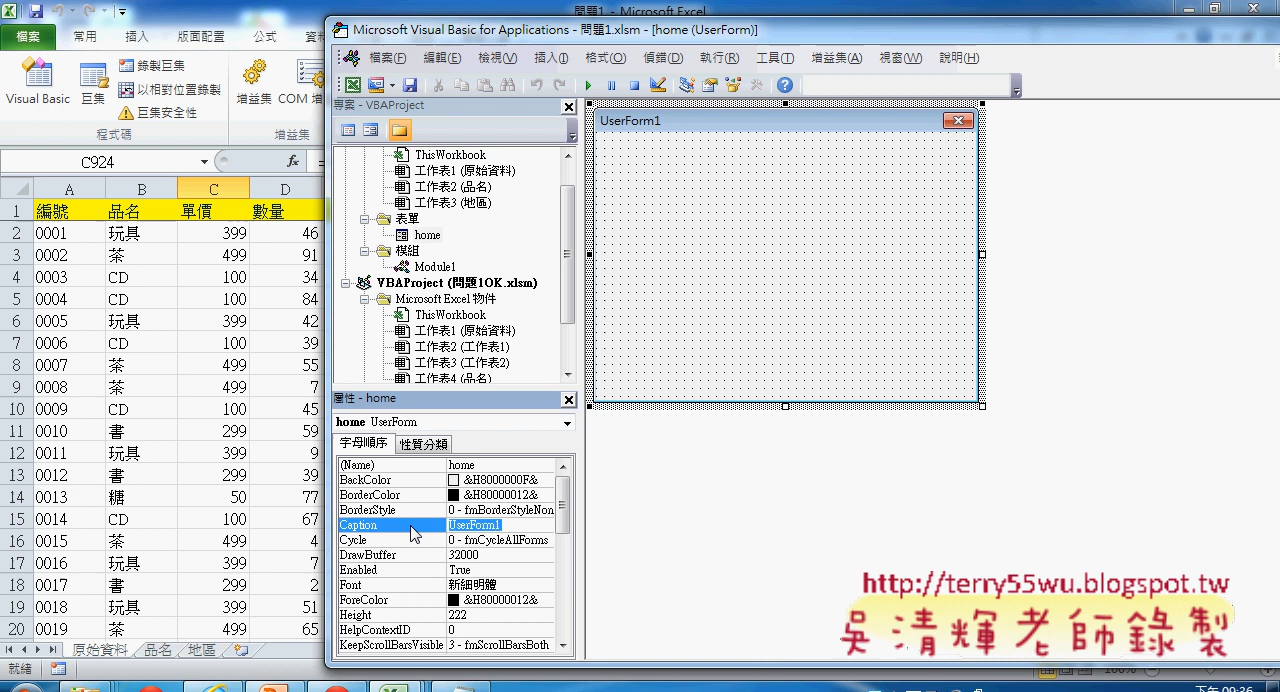 問題1 - Microsoft Excel
檔案
常用
插入
版面配置
公式
Visual Basic
巨集
錄製巨集
以相對位置錄製
巨集安全性
程式碼
增益集
COM
增益集
C924
fx
A B C D
1 編號 品名 單價 數量
2 0001 玩具 399 46
3 0002 茶 499 91
4 0003 CD 100 34
5 0004 CD 100 84
6 0005 玩具 399 42
7 0006 CD 100 39
8 0007 茶 499 55
9 0008 茶 499 7
10 0009 CD 100 45
11 0010 書 299 59
12 0011 玩具 399 9
13 0012 書 299 39
14 0013 糖 50 77
15 0014 CD 100 67
16 0015 茶 499 4
17 0016 玩具 399 7
18 0017 書 299 2
19 0018 玩具 399 51
20 0019 茶 499 65
原始資料 品名 地區
就緒
Microsoft Visual Basic for Applications - 問題1.xlsm - [home (UserForm)]
檔案(F) 編輯(E) 檢視(V) 插入(I) 格式(O) 偵錯(D) 執行(R) 工具(T) 增益集(A) 視窗(W) 說明(H)
專案 - VBAProject
ThisWorkbook
工作表1 (原始資料)
工作表2 (品名)
工作表3 (地區)
表單
home
模組
Module1
VBAProject (問題1OK.xlsm)
Microsoft Excel 物件
ThisWorkbook
工作表1 (原始資料)
工作表2 (工作表1)
工作表3 (工作表2)
工作表4 (品名)
屬性 - home
home UserForm
字母順序 性質分類
(Name) home
BackColor &H8000000F&
BorderColor &H80000012&
BorderStyle 0 - fmBorderStyleNon
Caption UserForm1
Cycle 0 - fmCycleAllForms
DrawBuffer 32000
Enabled True
Font 新細明體
ForeColor &H80000012&
Height 222
HelpContextID 0
KeepScrollBarsVisible 3 - fmScrollBarsBoth
UserForm1
http://terry55wu.blogspot.tw
吳清輝老師錄製
100%
下午 09:36